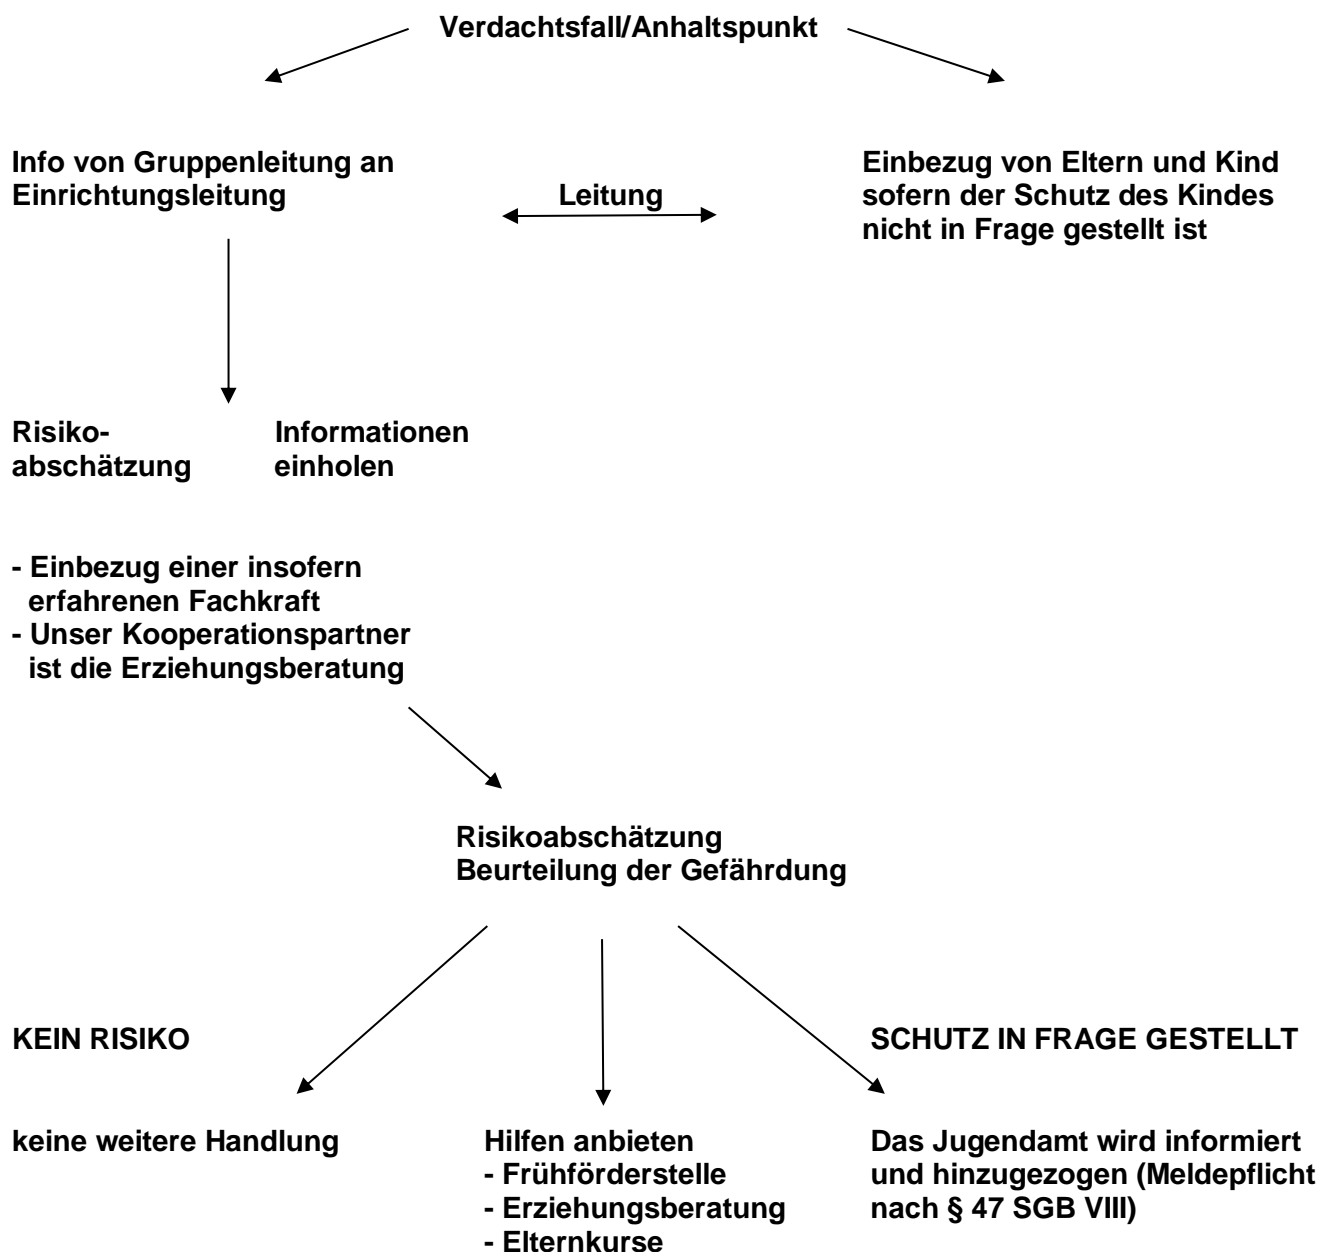 Verdachtsfall/Anhaltspunkt
Info von Gruppenleitung an
Einrichtungsleitung
Leitung
Einbezug von Eltern und Kind
sofern der Schutz des Kindes
nicht in Frage gestellt ist
Risiko-
abschätzung
Informationen
einholen
- Einbezug einer insofern
erfahrenen Fachkraft
- Unser Kooperationspartner
ist die Erziehungsberatung
Risikoabschätzung
Beurteilung der Gefährdung
KEIN RISIKO
SCHUTZ IN FRAGE GESTELLT
keine weitere Handlung
Hilfen anbieten
- Frühförderstelle
- Erziehungsberatung
- Elternkurse
Das Jugendamt wird informiert
und hinzugezogen (Meldepflicht
nach § 47 SGB VIII)